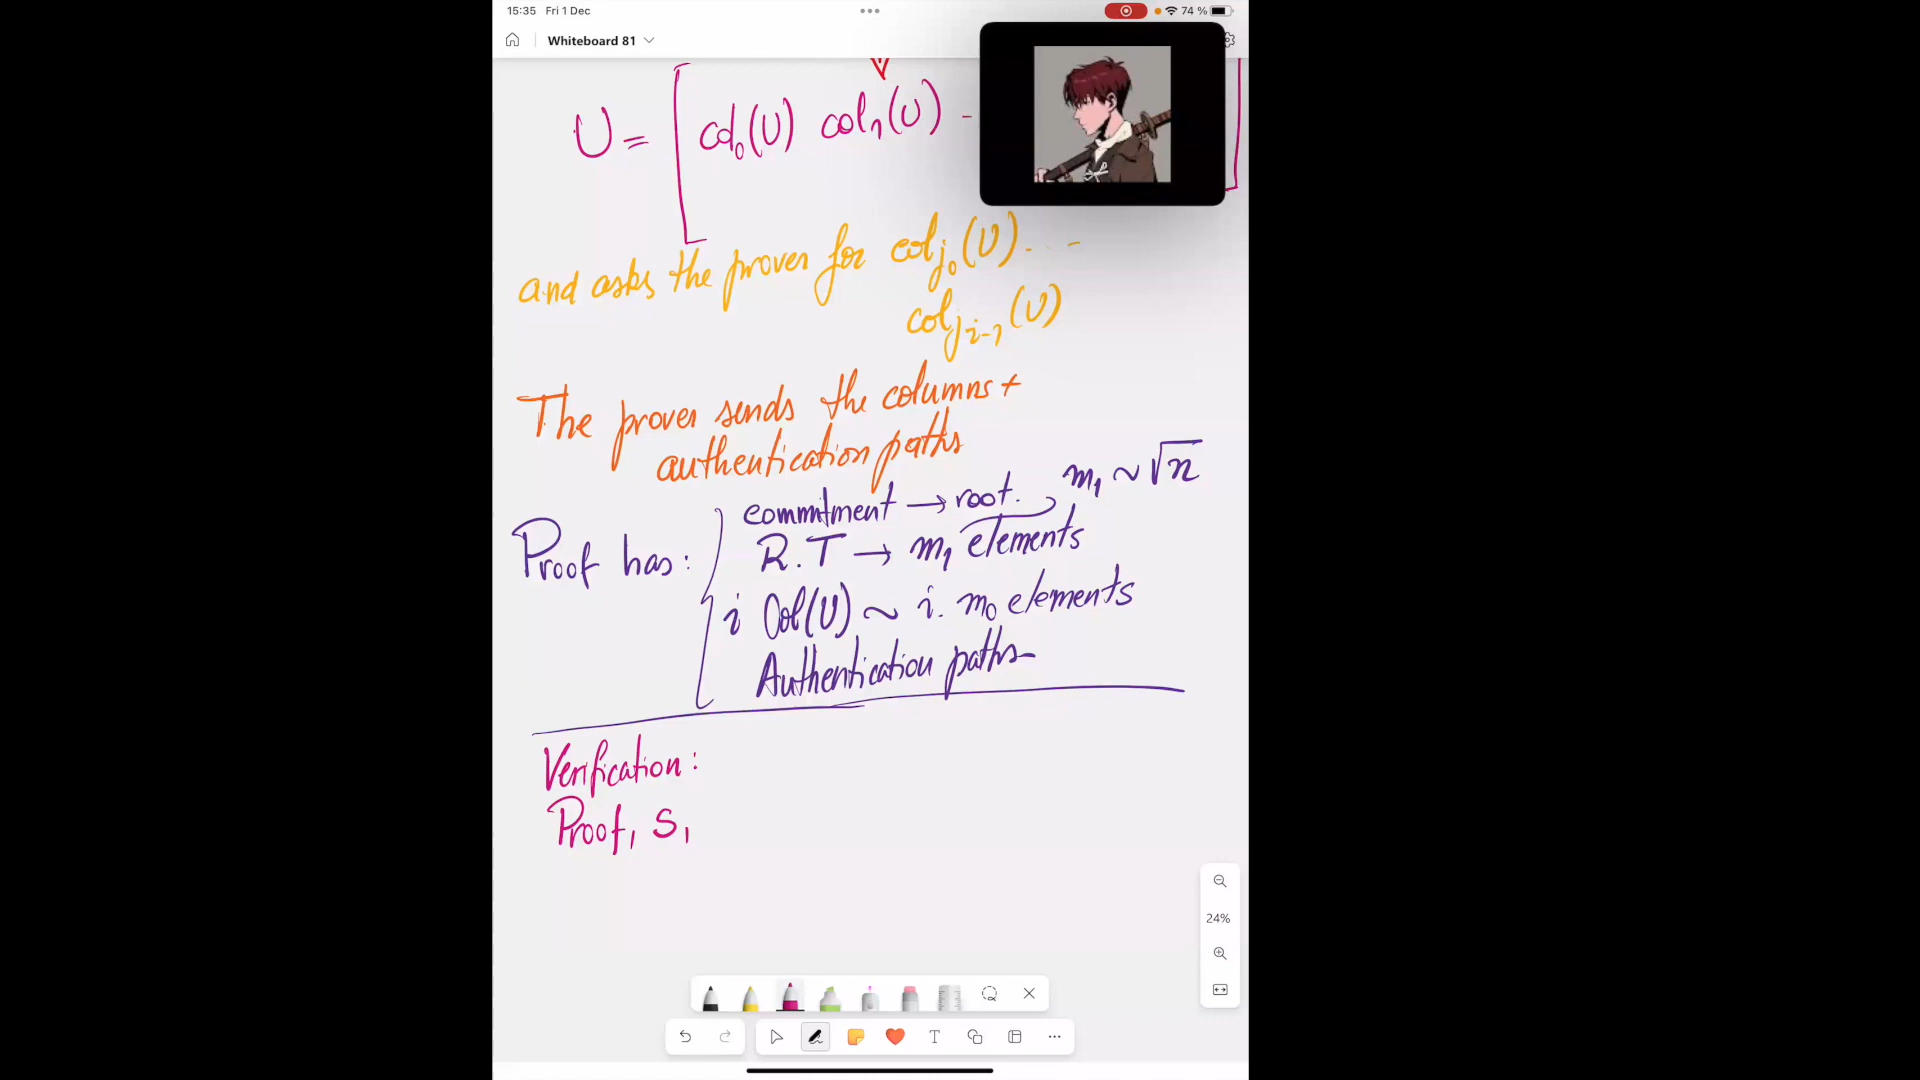 15:35 Fri 1 Dec
74 %
Whiteboard 81
U = [ col₀(U) col₁(U) -
and asks the prover for colj₀(U) - - -
coljᵢ₋₁(U)
The prover sends the columns +
authentication paths
m₁ ~ √n
Proof has:
commitment → root.
R.T → m₁ elements
i Col(U) ~ i. m₀ elements
Authentication paths
Verification:
Proof, S,
24%
T